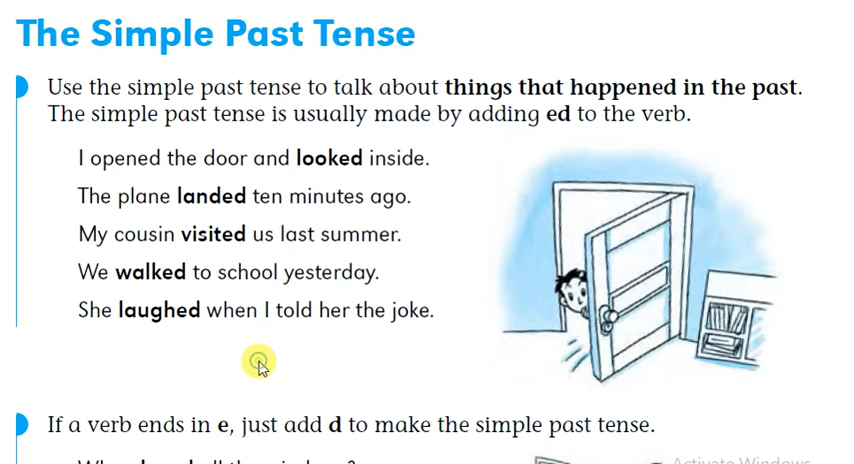 The Simple Past Tense
Use the simple past tense to talk about things that happened in the past.
The simple past tense is usually made by adding ed to the verb.
I opened the door and looked inside.
The plane landed ten minutes ago.
My cousin visited us last summer.
We walked to school yesterday.
She laughed when I told her the joke.
If a verb ends in e, just add d to make the simple past tense.
Activate Windows